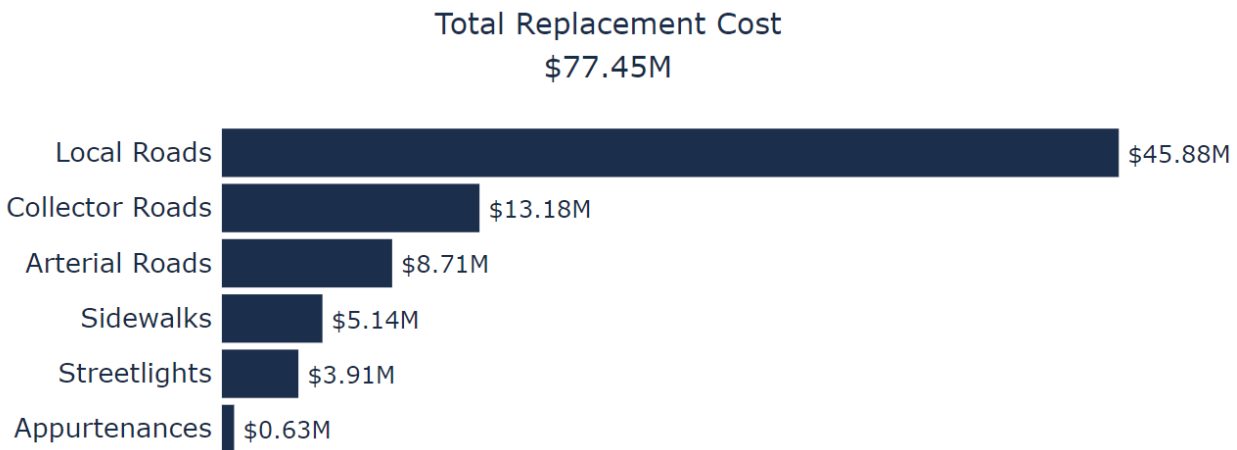 Total Replacement Cost
$77.45M
Local Roads $45.88M
Collector Roads $13.18M
Arterial Roads $8.71M
Sidewalks $5.14M
Streetlights $3.91M
Appurtenances $0.63M